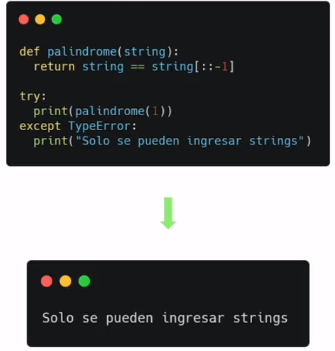 def palindrome(string):
  return string == string[::-1]
try:
  print(palindrome(1))
except TypeError:
  print("Solo se pueden ingresar strings")
Solo se pueden ingresar strings